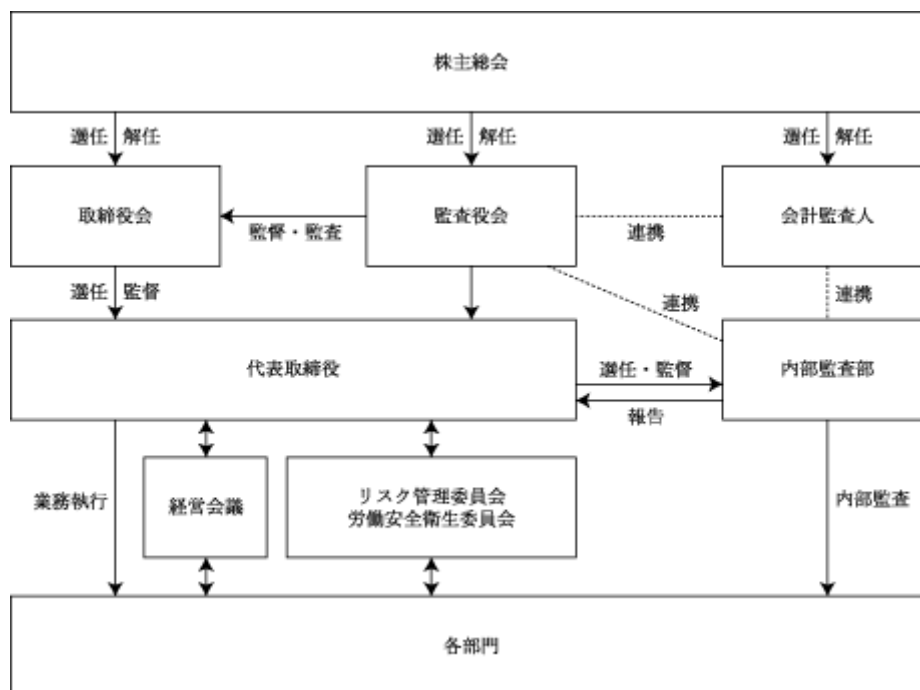 株主総会
選任 解任
選任 解任
選任 解任
取締役会
監査役会
会計監査人
監督・監査
連携
選任 監督
連携
連携
代表取締役
選任・監督
内部監査部
報告
業務執行
経営会議
リスク管理委員会
労働安全衛生委員会
内部監査
各部門